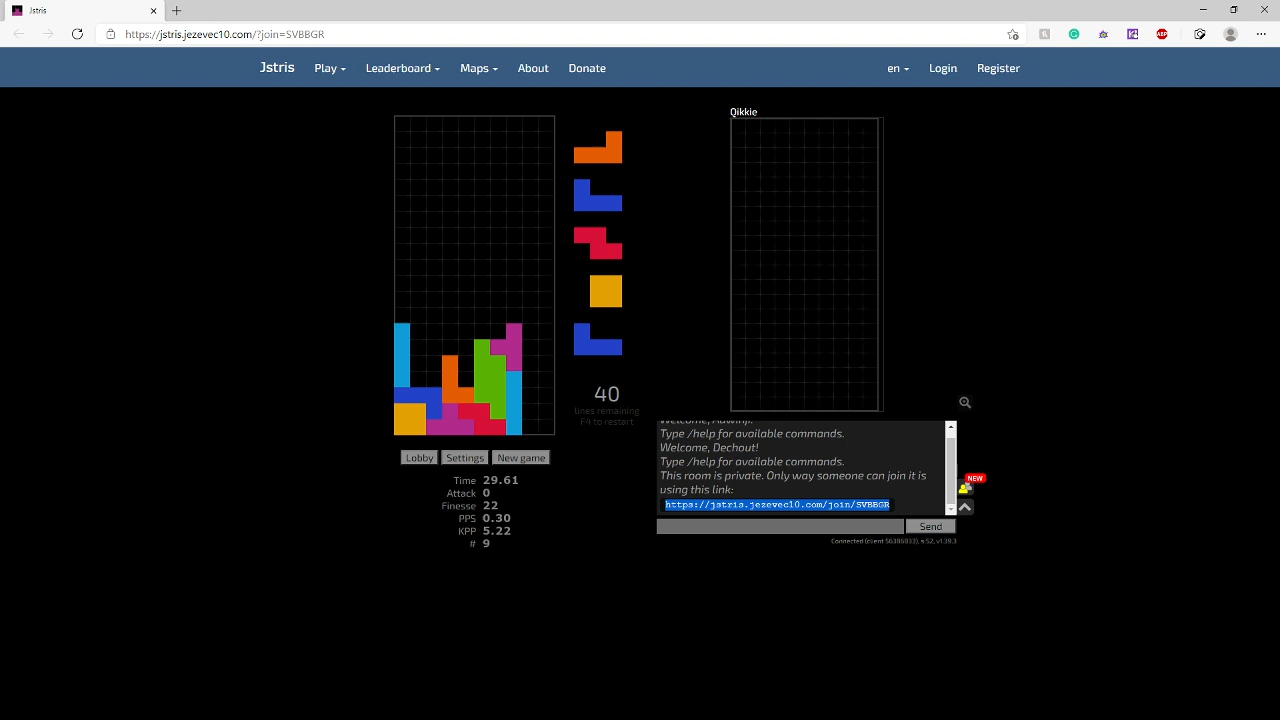 Jstris
https://jstris.jezevec10.com/?join=SVBBGR
ABP
Jstris Play Leaderboard Maps About Donate en Login Register
Qikkie
40
lines remaining
F4 to restart
Lobby Settings New game
Time 29.61
Attack 0
Finesse 22
PPS 0.30
KPP 5.22
# 9
Type /help for available commands.
Welcome, Dechout!
Type /help for available commands.
This room is private. Only way someone can join it is
using this link:
https://jstris.jezevec10.com/join/SVBBGR
NEW
Send